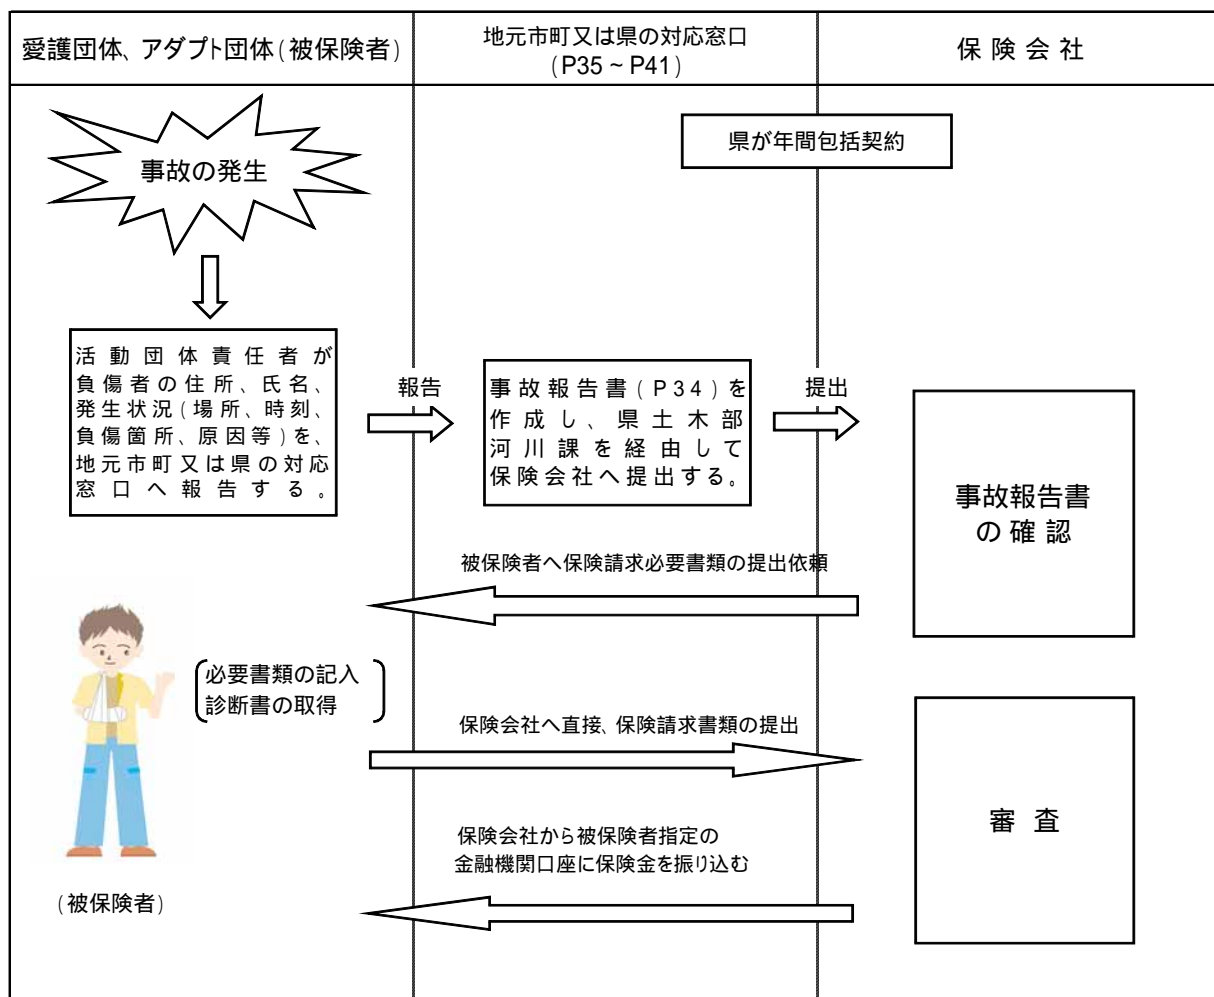 愛護団体、アダプト団体(被保険者)
地元市町又は県の対応窓口
(P35～P41)
保険会社
県が年間包括契約
事故の発生
活動団体責任者が
負傷者の住所、氏名、
発生状況(場所、時刻、
負傷箇所、原因等)を、
地元市町又は県の対応
窓口へ報告する。
報告
事故報告書(P34)を
作成し、県土木部
河川課を経由して
保険会社へ提出する。
提出
事故報告書
の確認
被保険者へ保険請求必要書類の提出依頼
必要書類の記入
診断書の取得
保険会社へ直接、保険請求書類の提出
審査
保険会社から被保険者指定の
金融機関口座に保険金を振り込む
(被保険者)